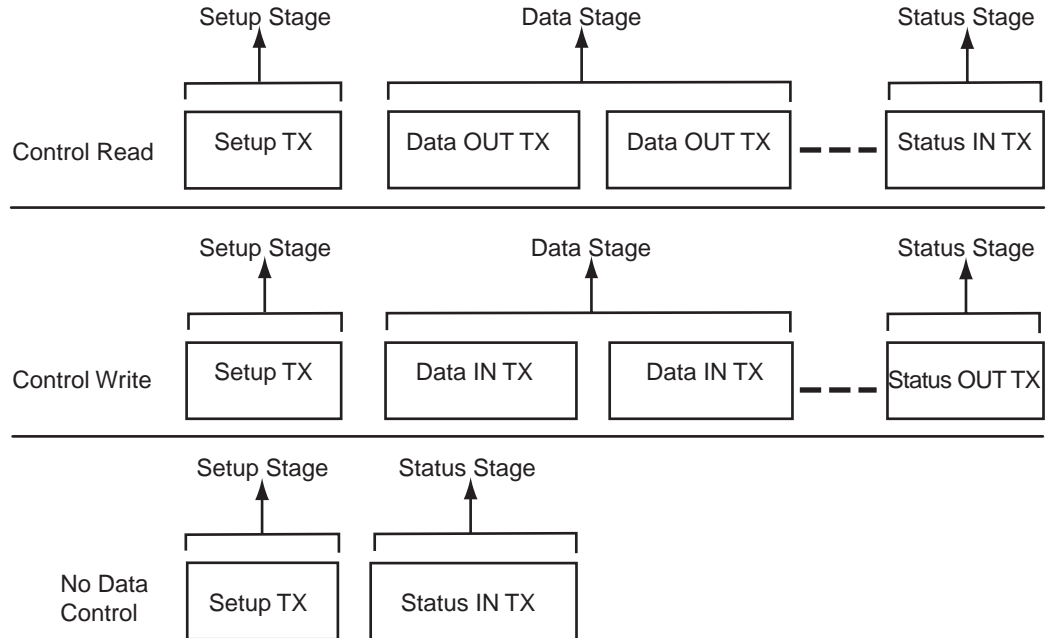 Setup Stage Data Stage Status Stage
Control Read Setup TX Data OUT TX Data OUT TX Status IN TX
Setup Stage Data Stage Status Stage
Control Write Setup TX Data IN TX Data IN TX Status OUT TX
Setup Stage Status Stage
No Data
Control
Setup TX Status IN TX